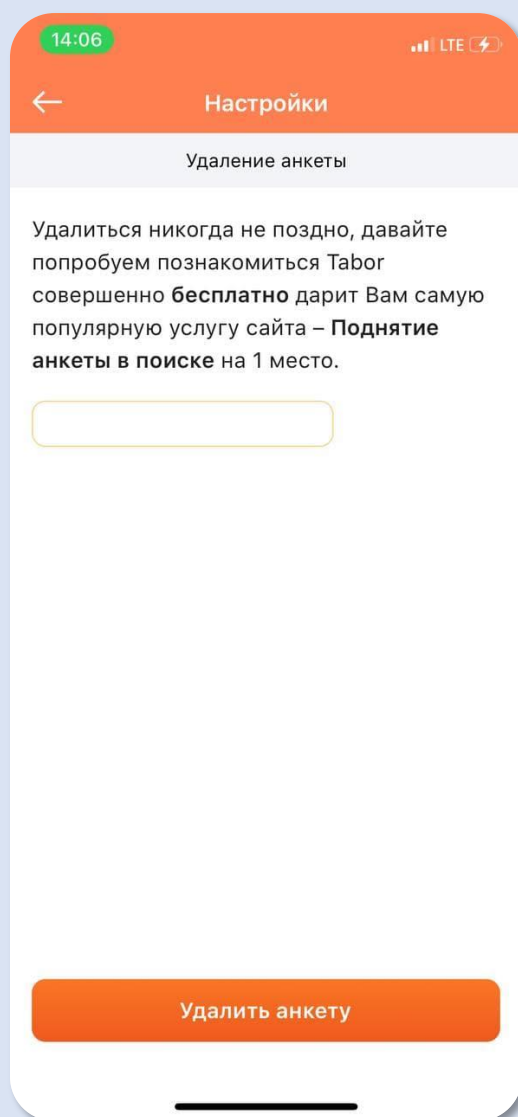 14:06
LTE
Настройки
Удаление анкеты
Удалиться никогда не поздно, давайте
попробуем познакомиться Tabor
совершенно бесплатно дарит Вам самую
популярную услугу сайта – Поднятие
анкеты в поиске на 1 место.
Удалить анкету